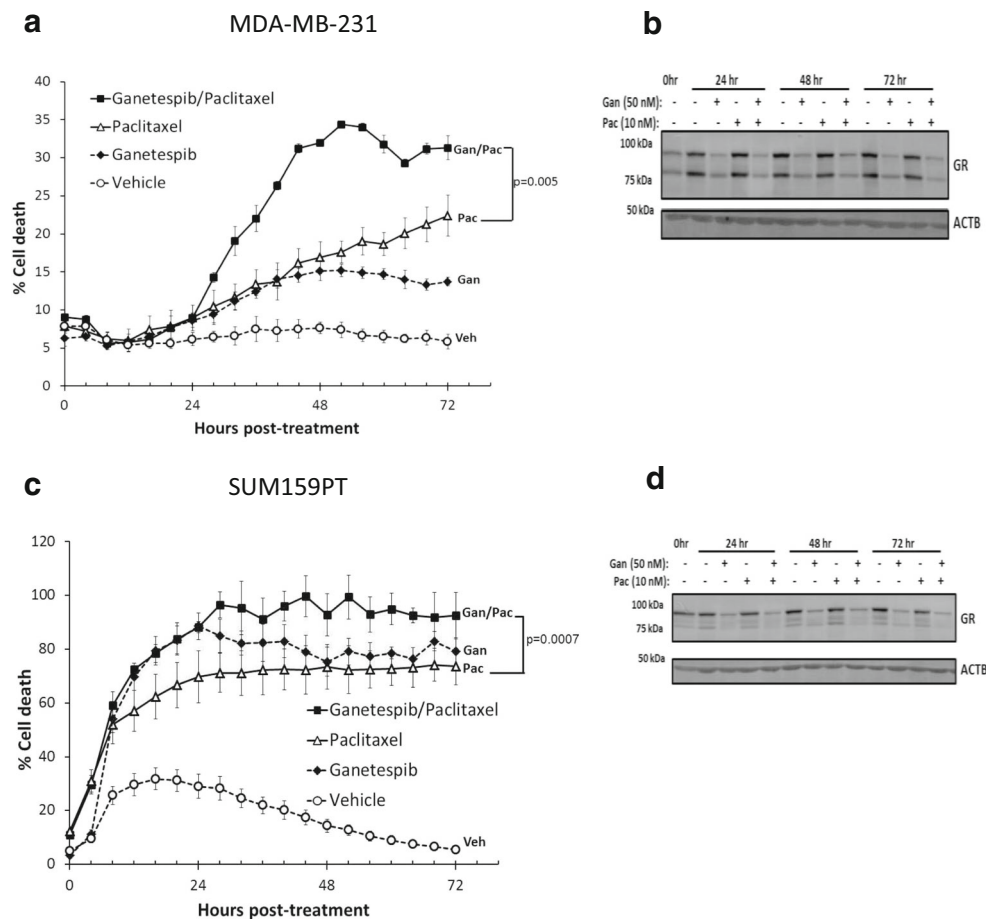 a
MDA-MB-231
% Cell death
40
35
30
25
20
15
10
5
0
0
24
48
72
Hours post-treatment
Ganetespib/Paclitaxel
Paclitaxel
Ganetespib
Vehicle
Gan/Pac
Pac
Gan
Veh
p=0.005
b
0hr 24 hr 48 hr 72 hr
Gan (50 nM): - - + - + - + - + - + - +
Pac (10 nM): - - - + + - - + + - - + +
100 kDa
75 kDa
GR
50 kDa
ACTB
c
SUM159PT
% Cell death
120
100
80
60
40
20
0
0
24
48
72
Hours post-treatment
Gan/Pac
Gan
Pac
p=0.0007
Ganetespib/Paclitaxel
Paclitaxel
Ganetespib
Vehicle
Veh
d
0hr 24 hr 48 hr 72 hr
Gan (50 nM): - - + - + - + - + - + - +
Pac (10 nM): - - - + + - - + + - - + +
100 kDa
75 kDa
GR
50 kDa
ACTB